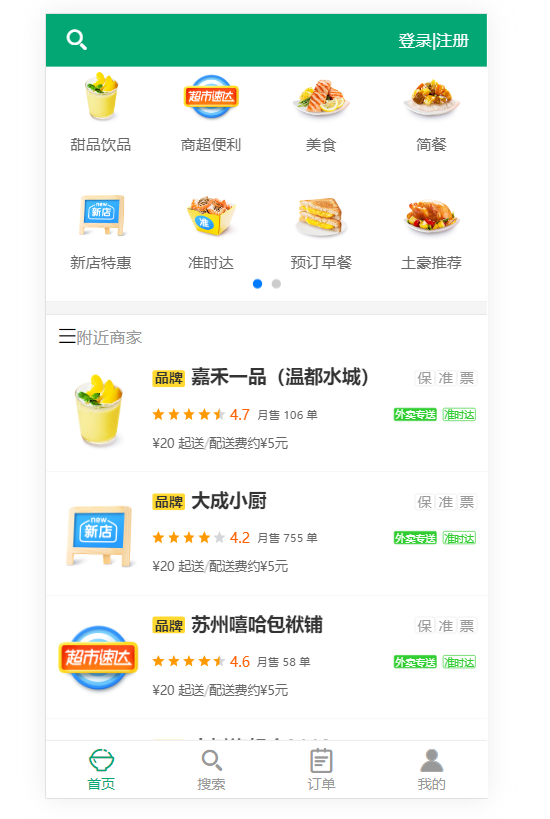 登录|注册
超市速达
甜品饮品 商超便利 美食 简餐
new
新店
准
新店特惠 准时达 预订早餐 土豪推荐
附近商家
品牌 嘉禾一品（温都水城） 保 准 票
4.7 月售 106 单 外卖专送 准时达
¥20 起送/配送费约¥5元
new
新店
品牌 大成小厨 保 准 票
4.2 月售 755 单 外卖专送 准时达
¥20 起送/配送费约¥5元
超市速达
品牌 苏州嘻哈包袱铺 保 准 票
4.6 月售 58 单 外卖专送 准时达
¥20 起送/配送费约¥5元
首页 搜索 订单 我的